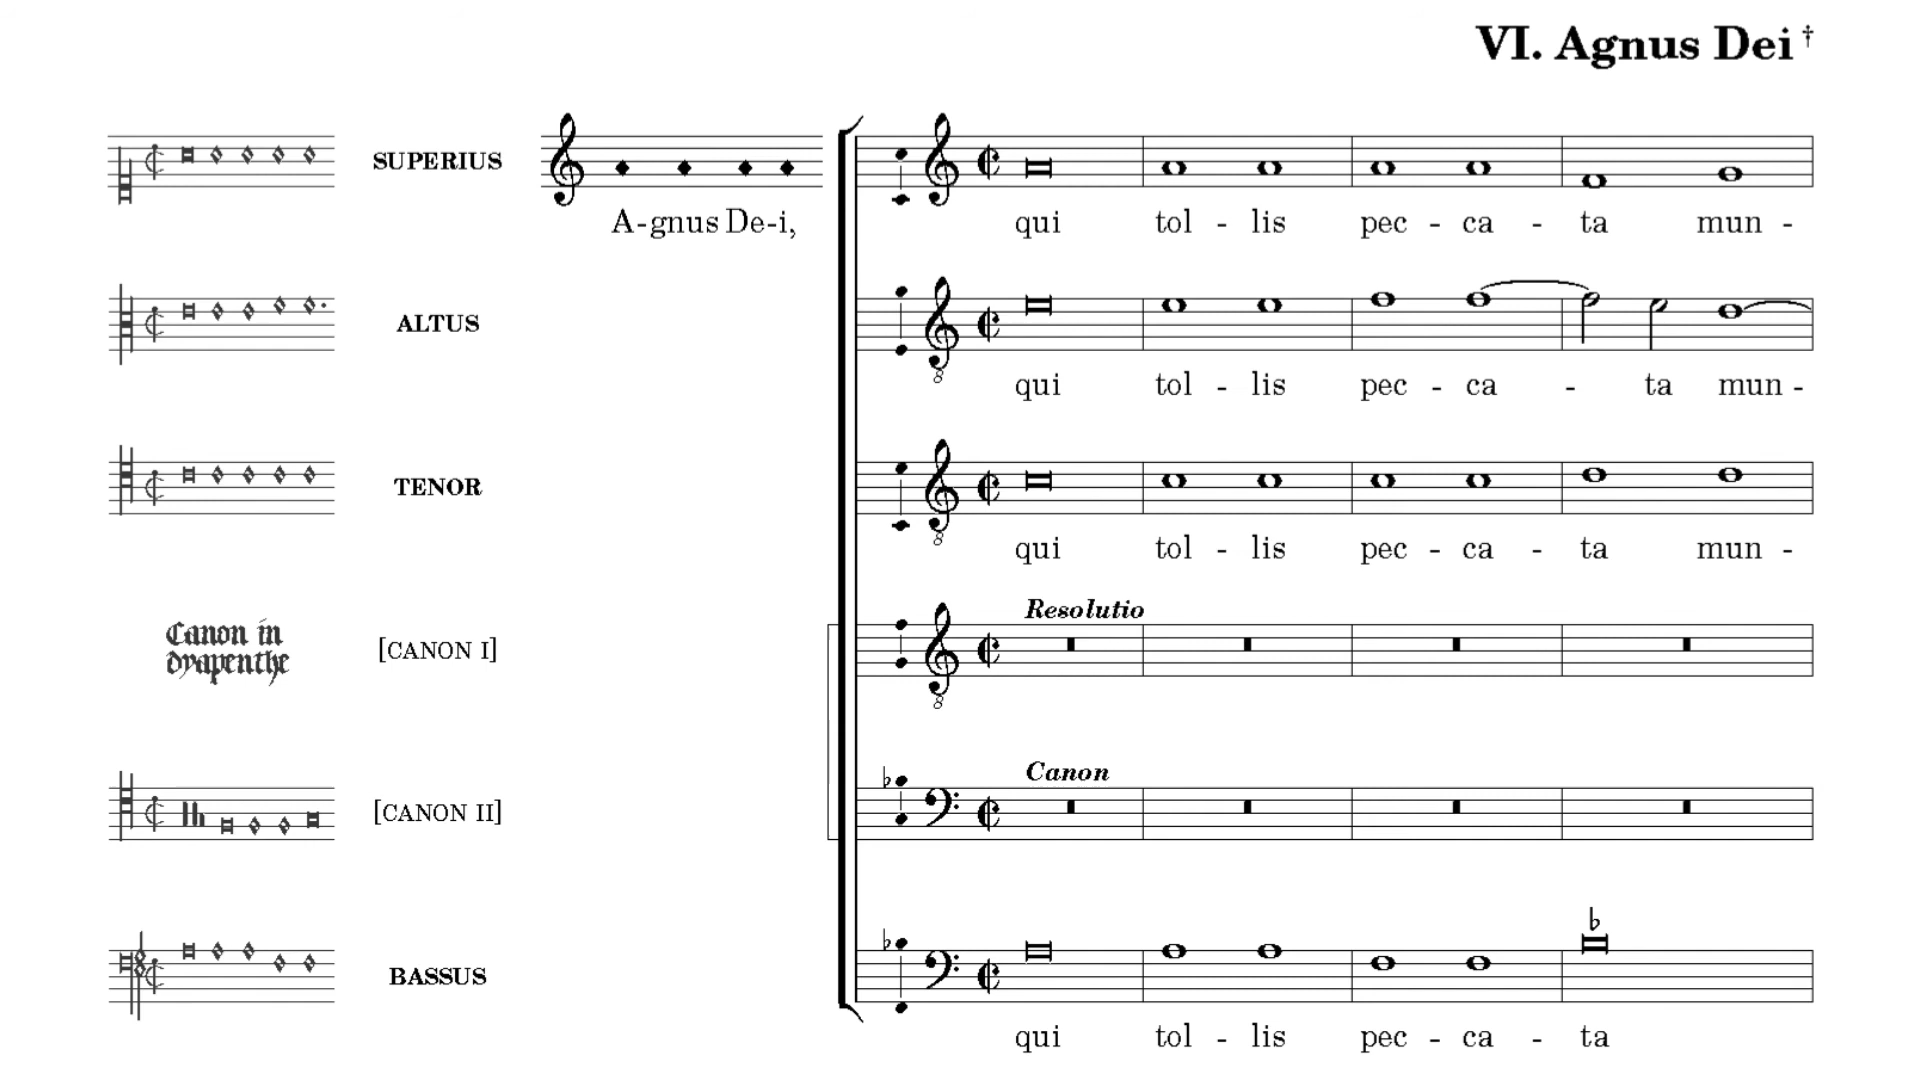 VI. Agnus Dei †
SUPERIUS
A-gnus De-i,
qui tol - lis pec - ca - ta mun -
ALTUS
qui tol - lis pec - ca - ta mun -
TENOR
qui tol - lis pec - ca - ta mun -
Resolutio
Canon in
dyapenthe
[CANON I]
Canon
[CANON II]
BASSUS
qui tol - lis pec - ca - ta